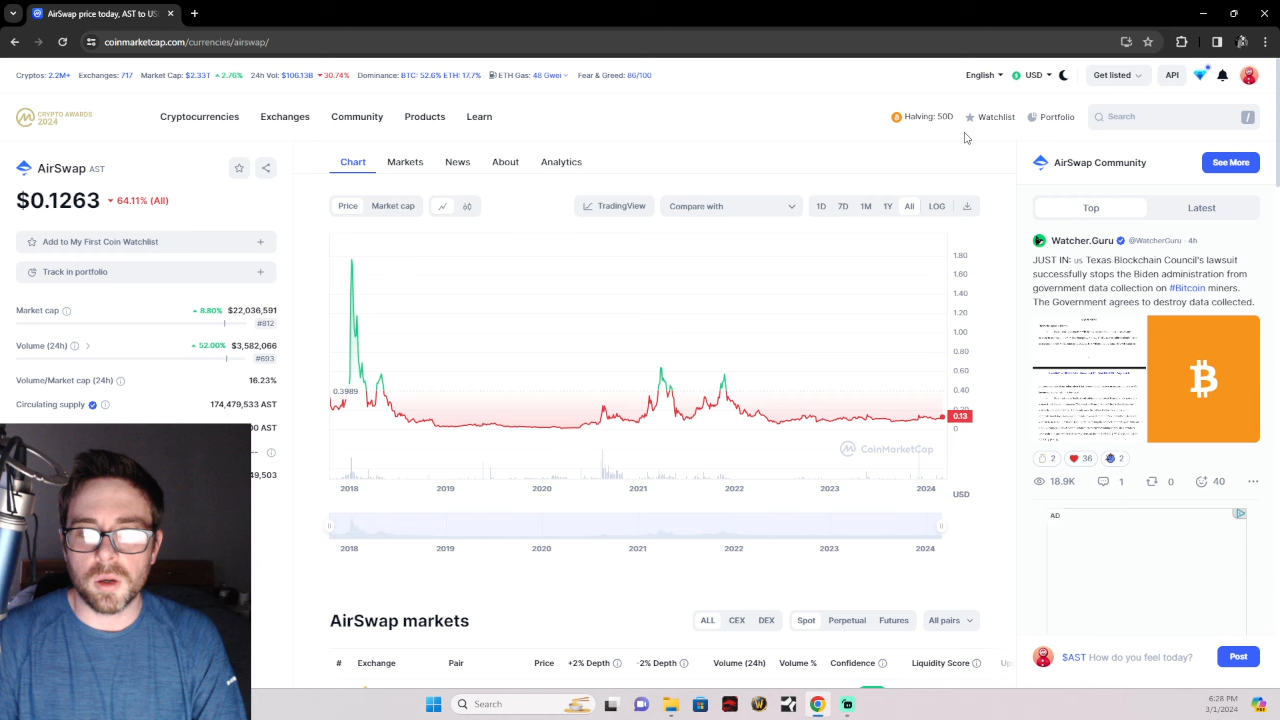 AirSwap price today, AST to USD
coinmarketcap.com/currencies/airswap/
Cryptos: 2.2M+ Exchanges: 717 Market Cap: $2.33T 2.76% 24h Vol: $106.13B 30.74% Dominance: BTC: 52.6% ETH: 17.7% ETH Gas: 48 Gwei Fear & Greed: 86/100
English USD Get listed API
CRYPTO AWARDS
2024
Cryptocurrencies Exchanges Community Products Learn
Halving: 50D Watchlist Portfolio Search /
AirSwap AST
$0.1263 64.11% (All)
Add to My First Coin Watchlist +
Track in portfolio +
Market cap 8.80% $22,036,591
#812
Volume (24h) 52.00% $3,582,066
#693
Volume/Market cap (24h) 16.23%
Circulating supply 174,479,533 AST
00 AST
--
49,503
Chart Markets News About Analytics
Price Market cap TradingView Compare with 1D 7D 1M 1Y All LOG
1.80
1.60
1.40
1.20
1.00
0.80
0.60
0.40
0.20
0.13
0
0.3989
CoinMarketCap
2018 2019 2020 2021 2022 2023 2024
USD
2018 2019 2020 2021 2022 2023 2024
AirSwap markets
ALL CEX DEX Spot Perpetual Futures All pairs
# Exchange Pair Price +2% Depth -2% Depth Volume (24h) Volume % Confidence Liquidity Score
AirSwap Community See More
Top Latest
Watcher.Guru @WatcherGuru · 4h
JUST IN: us Texas Blockchain Council's lawsuit
successfully stops the Biden administration from
government data collection on #Bitcoin miners.
The Government agrees to destroy data collected.
2 36 2
18.9K 1 0 40
AD
$AST How do you feel today? Post
Search
6:28 PM
3/1/2024